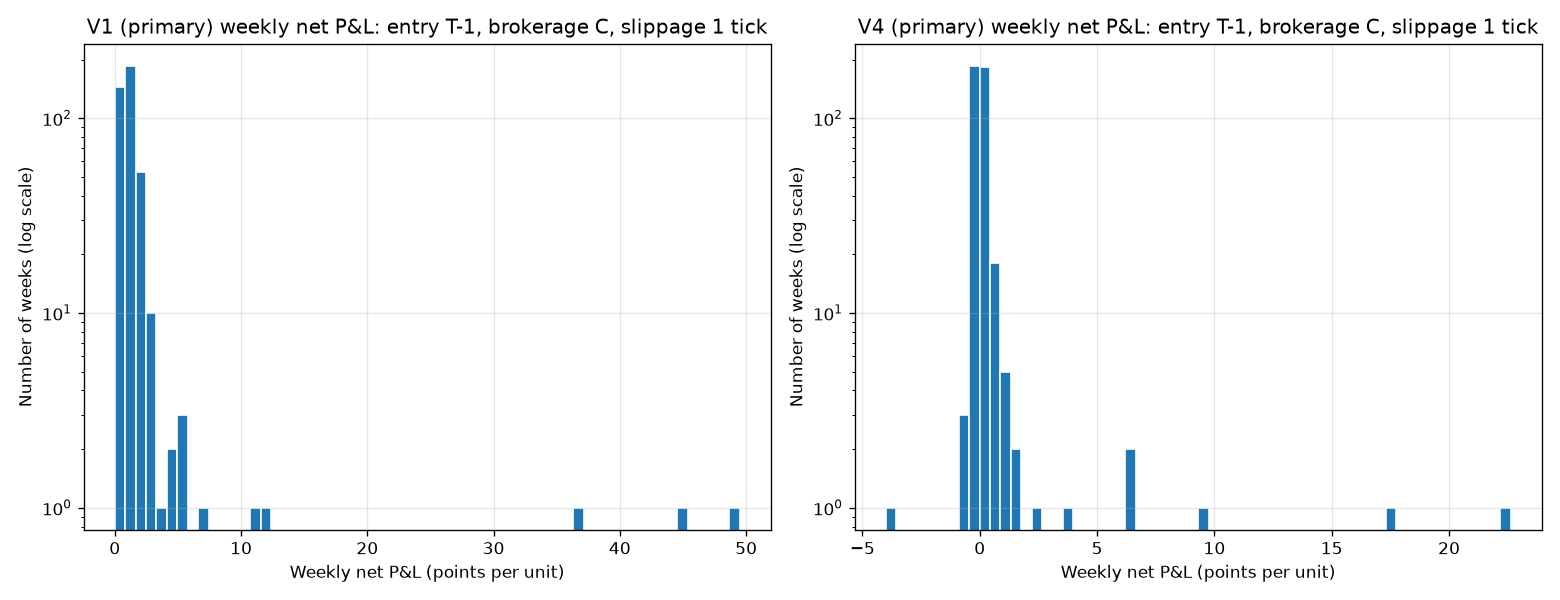 V1 (primary) weekly net P&L: entry T-1, brokerage C, slippage 1 tick
Number of weeks (log scale)
10²
10¹
10⁰
0 10 20 30 40 50
Weekly net P&L (points per unit)
V4 (primary) weekly net P&L: entry T-1, brokerage C, slippage 1 tick
Number of weeks (log scale)
10²
10¹
10⁰
−5 0 5 10 15 20
Weekly net P&L (points per unit)